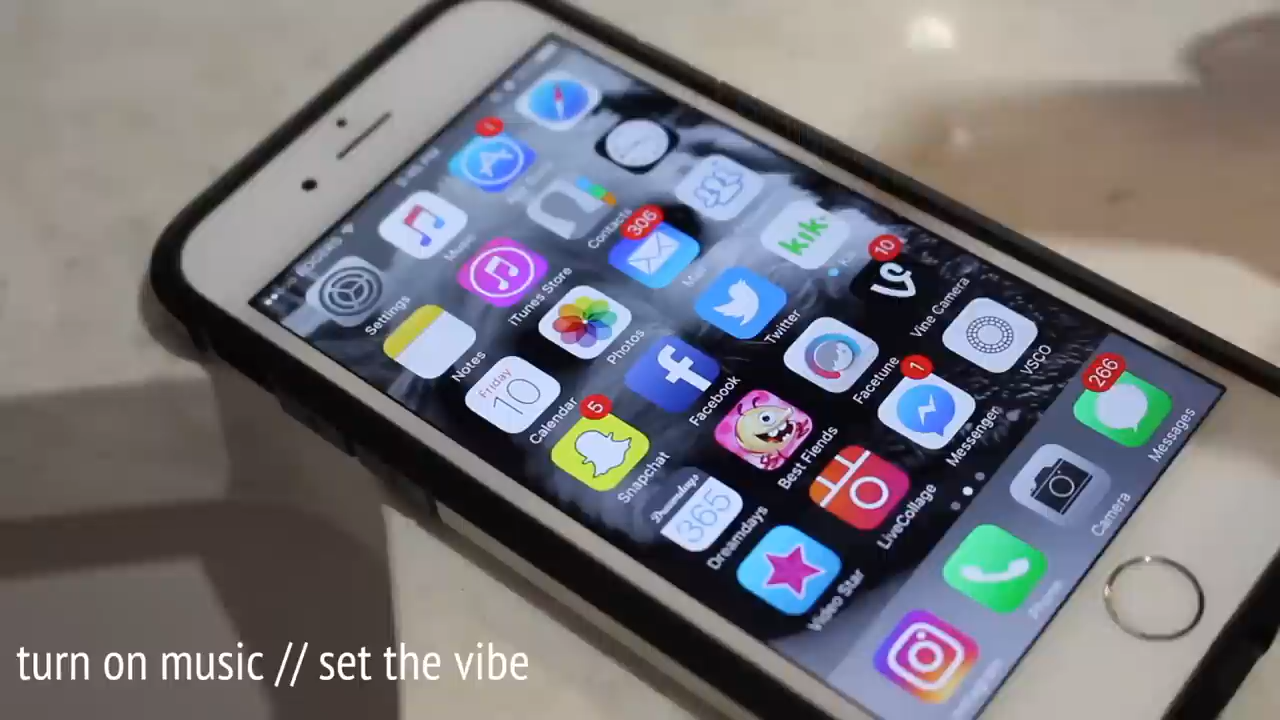 Settings
Music
Notes
iTunes Store
Contacts
Friday
10
Calendar
Photos
306
kik
5
Snapchat
Facebook
Twitter
10
Vine Camera
Dreamdays
365
Dreamdays
Best Fiends
Facetune
1
Messenger
VSCO
Video Star
LiveCollage
266
Messages
Camera
Phone
turn on music // set the vibe